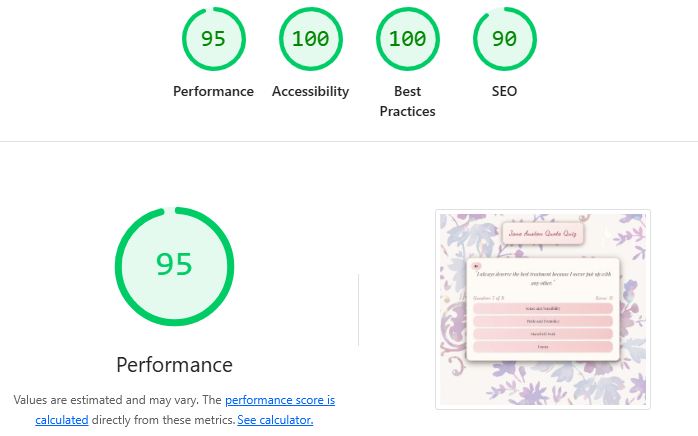 95
100
100
90
Performance
Accessibility
Best
Practices
SEO
95
Performance
Values are estimated and may vary. The performance score is
calculated directly from these metrics. See calculator.
Jane Austen Quote Quiz
"I always deserve the best treatment because I never put up with
any other."
Question 1 of 8
Sense and Sensibility
Pride and Prejudice
Mansfield Park
Emma